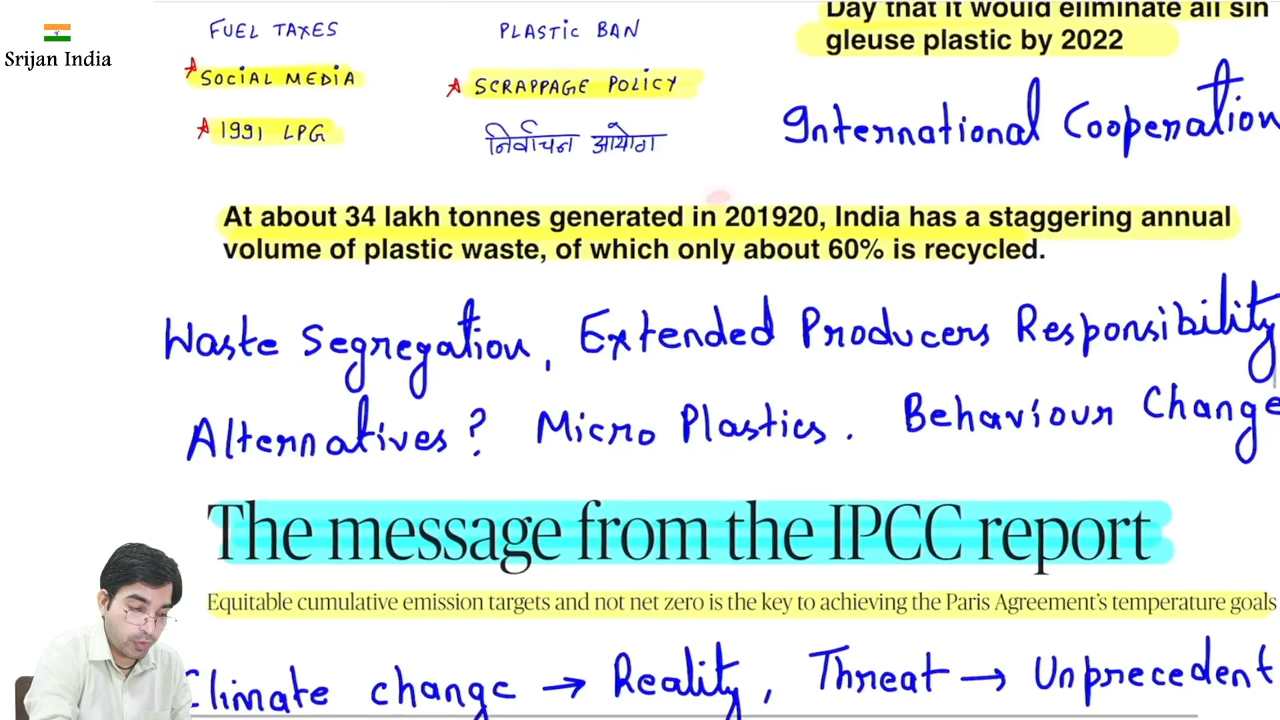 Srijan India
FUEL TAXES
PLASTIC BAN
SOCIAL MEDIA
SCRAPPAGE POLICY
1991 LPG
निर्वाचन आयोग
Day that it would eliminate all sin
gleuse plastic by 2022
International Cooperation
At about 34 lakh tonnes generated in 201920, India has a staggering annual
volume of plastic waste, of which only about 60% is recycled.
Waste Segregation, Extended Producers Responsibility
Alternatives? Micro Plastics. Behaviour Change
The message from the IPCC report
Equitable cumulative emission targets and not net zero is the key to achieving the Paris Agreement's temperature goals
Climate change → Reality, Threat → Unprecedent